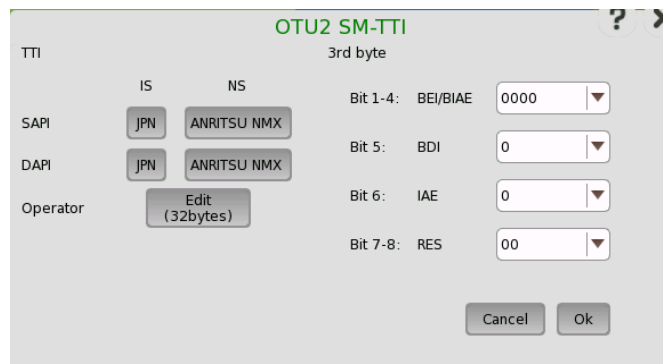 OTU2 SM-TTI
?
TTI
3rd byte
IS NS
SAPI JPN ANRITSU NMX
DAPI JPN ANRITSU NMX
Operator Edit
(32bytes)
Bit 1-4: BEI/BIAE 0000
Bit 5: BDI 0
Bit 6: IAE 0
Bit 7-8: RES 00
Cancel Ok